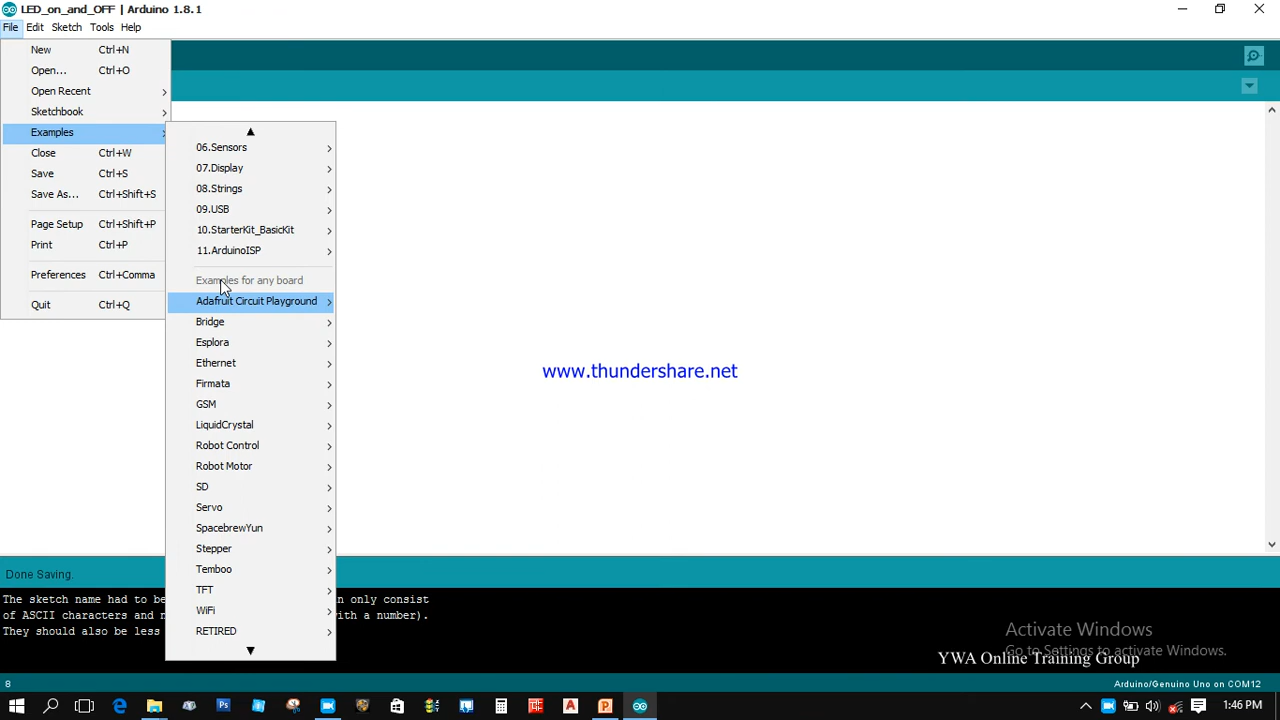 LED_on_and_OFF | Arduino 1.8.1
File Edit Sketch Tools Help
New Ctrl+N
Open... Ctrl+O
Open Recent
Sketchbook
Examples
Close Ctrl+W
Save Ctrl+S
Save As... Ctrl+Shift+S
Page Setup Ctrl+Shift+P
Print Ctrl+P
Preferences Ctrl+Comma
Quit Ctrl+Q
06.Sensors
07.Display
08.Strings
09.USB
10.StarterKit_BasicKit
11.ArduinoISP
Examples for any board
Adafruit Circuit Playground
Bridge
Esplora
Ethernet
Firmata
GSM
LiquidCrystal
Robot Control
Robot Motor
SD
Servo
SpacebrewYun
Stepper
Temboo
TFT
WiFi
RETIRED
www.thundershare.net
Done Saving.
The sketch name had to be n only consist
of ASCII characters and n with a number).
They should also be less
Activate Windows
Go to Settings to activate Windows.
YWA Online Training Group
8 Arduino/Genuino Uno on COM12
1:46 PM